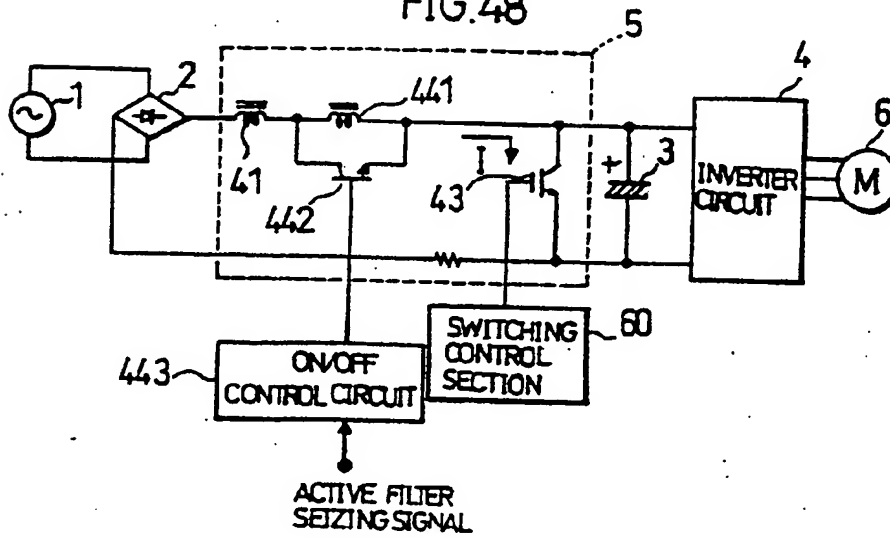 FIG.48
5
4
1
2
441
6
41
442
43
I
+
3
INVERTER
CIRCUIT
M
443
ON/OFF
CONTROL CIRCUIT
SWITCHING
CONTROL
SECTION
60
ACTIVE FILTER
SEIZING SIGNAL